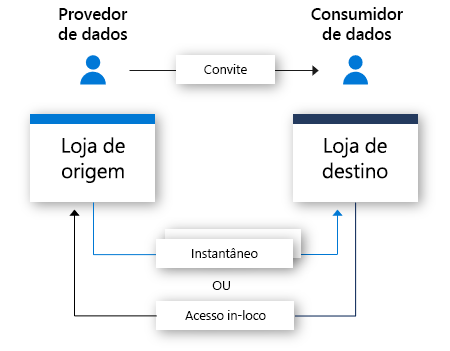 Provedor
de dados
Consumidor
de dados
Convite
Loja de
origem
Loja de
destino
Instantâneo
OU
Acesso in-loco